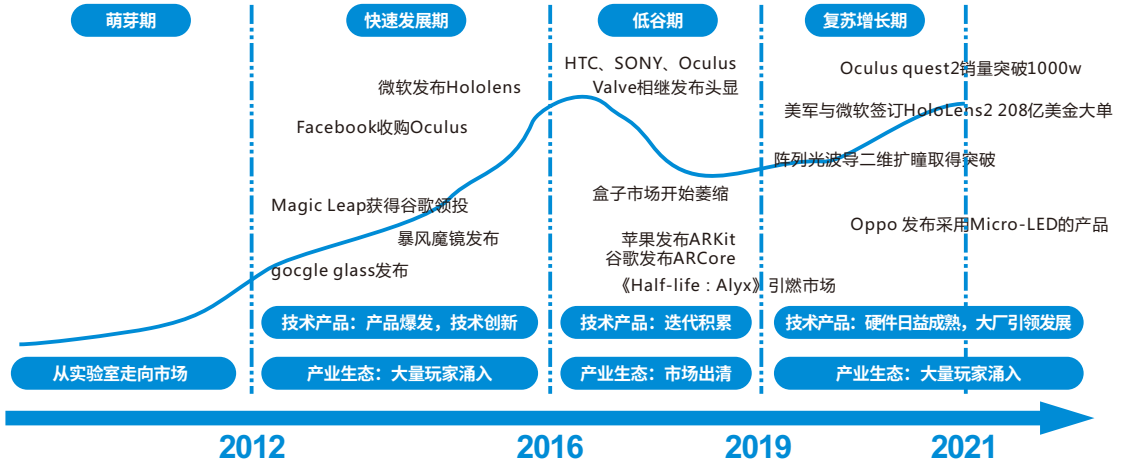 萌芽期
快速发展期
低谷期
复苏增长期
HTC、SONY、Oculus
Valve相继发布头显
Oculus quest2销量突破1000w
微软发布Hololens
美军与微软签订HoloLens2 208亿美金大单
Facebook收购Oculus
阵列光波导二维扩瞳取得突破
盒子市场开始萎缩
Magic Leap获得谷歌领投
Oppo 发布采用Micro-LED的产品
暴风魔镜发布
苹果发布ARKit
谷歌发布ARCore
gocgle glass发布
《Half-life：Alyx》引燃市场
技术产品：产品爆发，技术创新
技术产品：迭代积累
技术产品：硬件日益成熟，大厂引领发展
从实验室走向市场
产业生态：大量玩家涌入
产业生态：市场出清
产业生态：大量玩家涌入
2012
2016
2019
2021